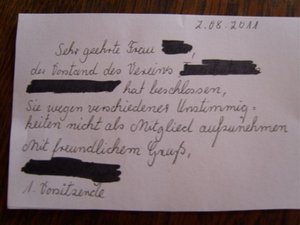 2.08.2011
Sehr geehrte Frau ,
der Vorstand des Vereins
hat beschlossen,
Sie wegen verschiedener Unstimmig=
keiten nicht als Mitglied aufzunehmen
Mit freundlichem Gruß,
1. Vorsitzende